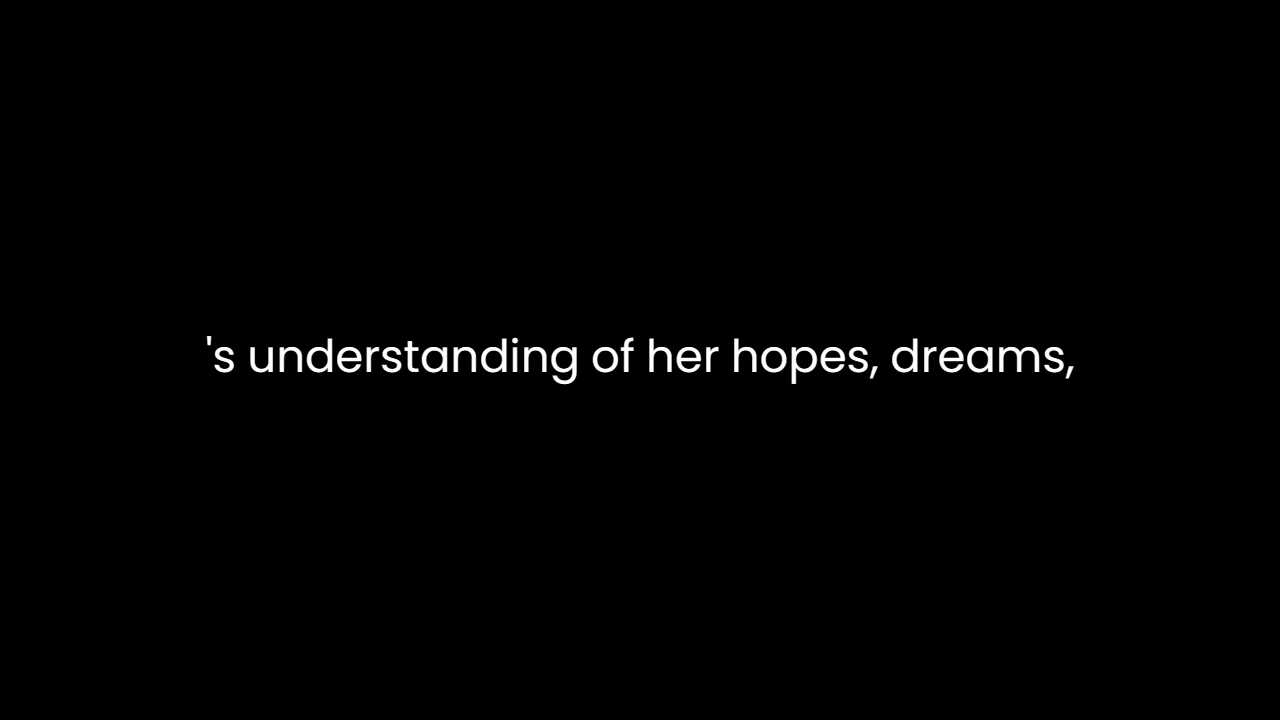 's understanding of her hopes, dreams,